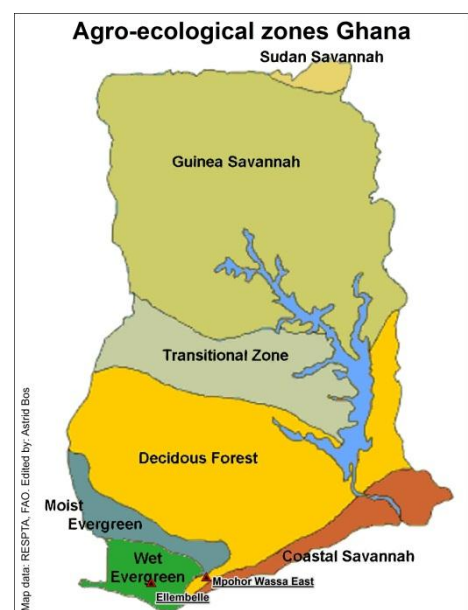 Agro-ecological zones Ghana
Sudan Savannah
Guinea Savannah
Transitional Zone
Decidous Forest
Moist
Evergreen
Wet
Evergreen
Coastal Savannah
Mpohor Wassa East
Ellembelle
Map data: RESPTA, FAO. Edited by: Astrid Bos